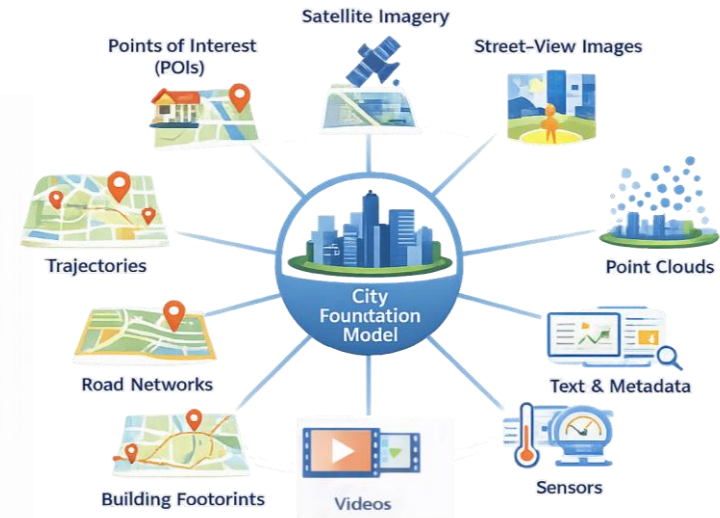 Satellite Imagery
Points of Interest
(POIs)
Street-View Images
Trajectories
Point Clouds
City
Foundation
Model
Road Networks
Text & Metadata
Building Footorints
Videos
Sensors